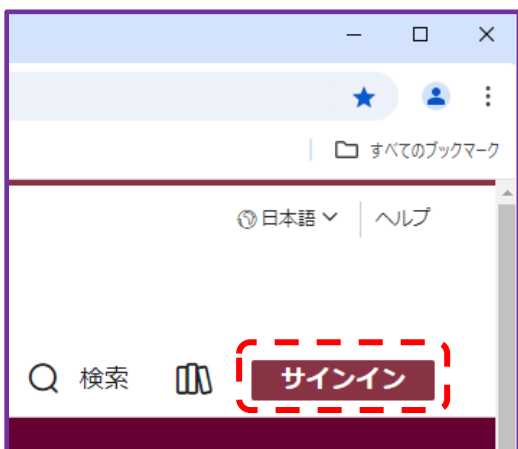 すべてのブックマーク
日本語 ヘルプ
検索 サインイン